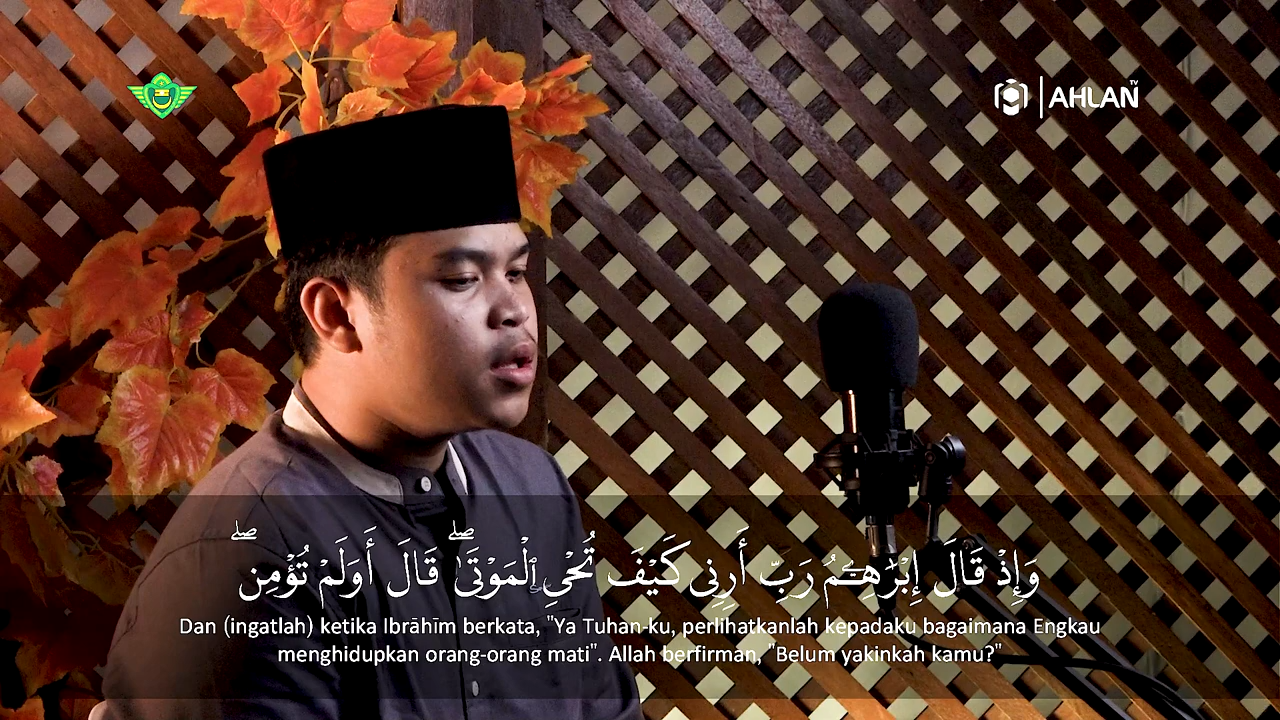 AHLAN TV
وَإِذْ قَالَ إِبْرَٰهِـۧمُ رَبِّ أَرِنِى كَيْفَ تُحْىِ ٱلْمَوْتَىٰ ۖ قَالَ أَوَلَمْ تُؤْمِن ۖ
Dan (ingatlah) ketika Ibrāhīm berkata, "Ya Tuhan-ku, perlihatkanlah kepadaku bagaimana Engkau
menghidupkan orang-orang mati". Allah berfirman, "Belum yakinkah kamu?"